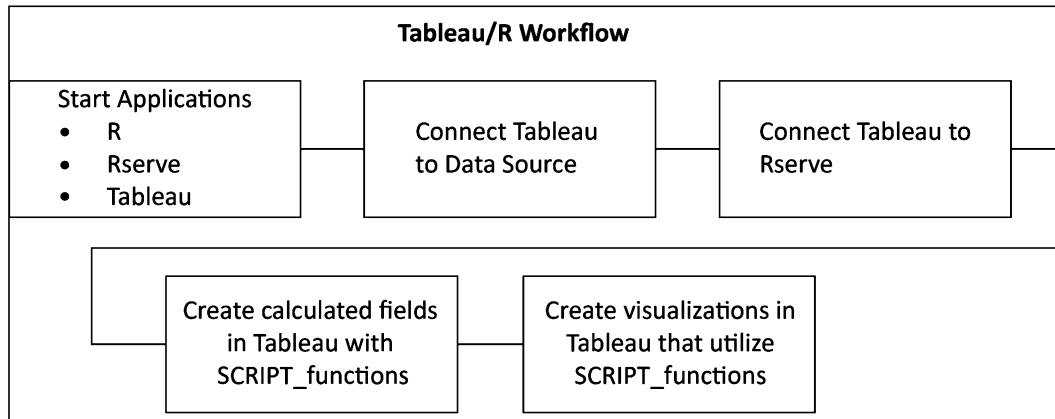 Tableau/R Workflow
Start Applications
• R
• Rserve
• Tableau
Connect Tableau
to Data Source
Connect Tableau to
Rserve
Create calculated fields
in Tableau with
SCRIPT_functions
Create visualizations in
Tableau that utilize
SCRIPT_functions